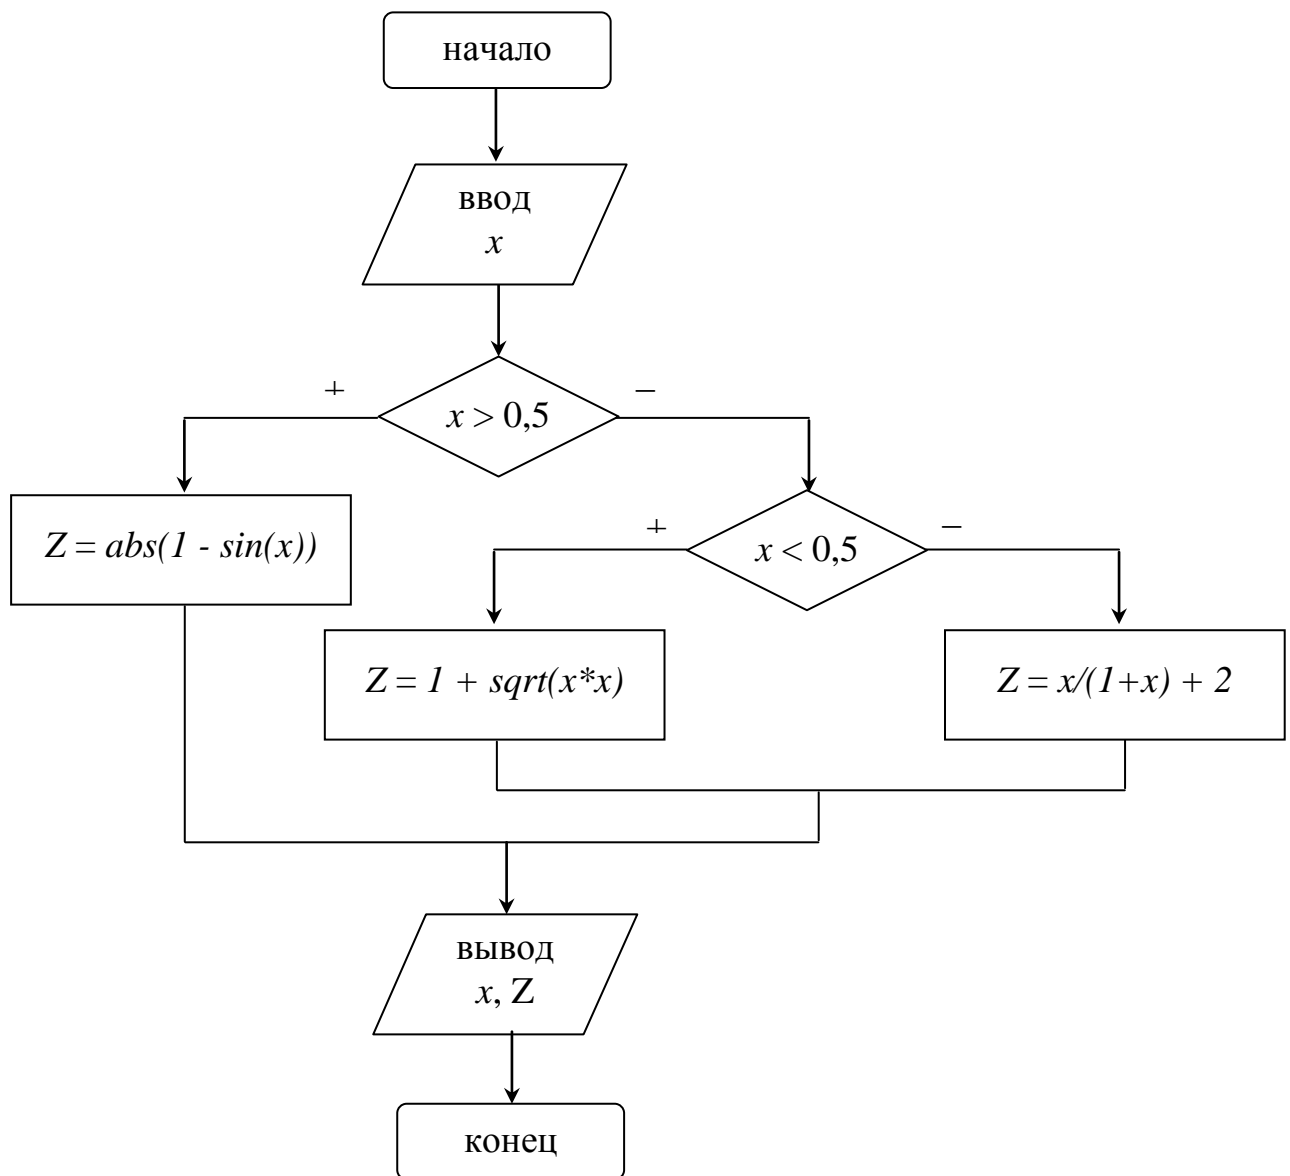 начало
ввод
x
+
–
x > 0,5
Z = abs(1 - sin(x))
+
–
x < 0,5
Z = 1 + sqrt(x*x)
Z = x/(1+x) + 2
вывод
x, Z
конец